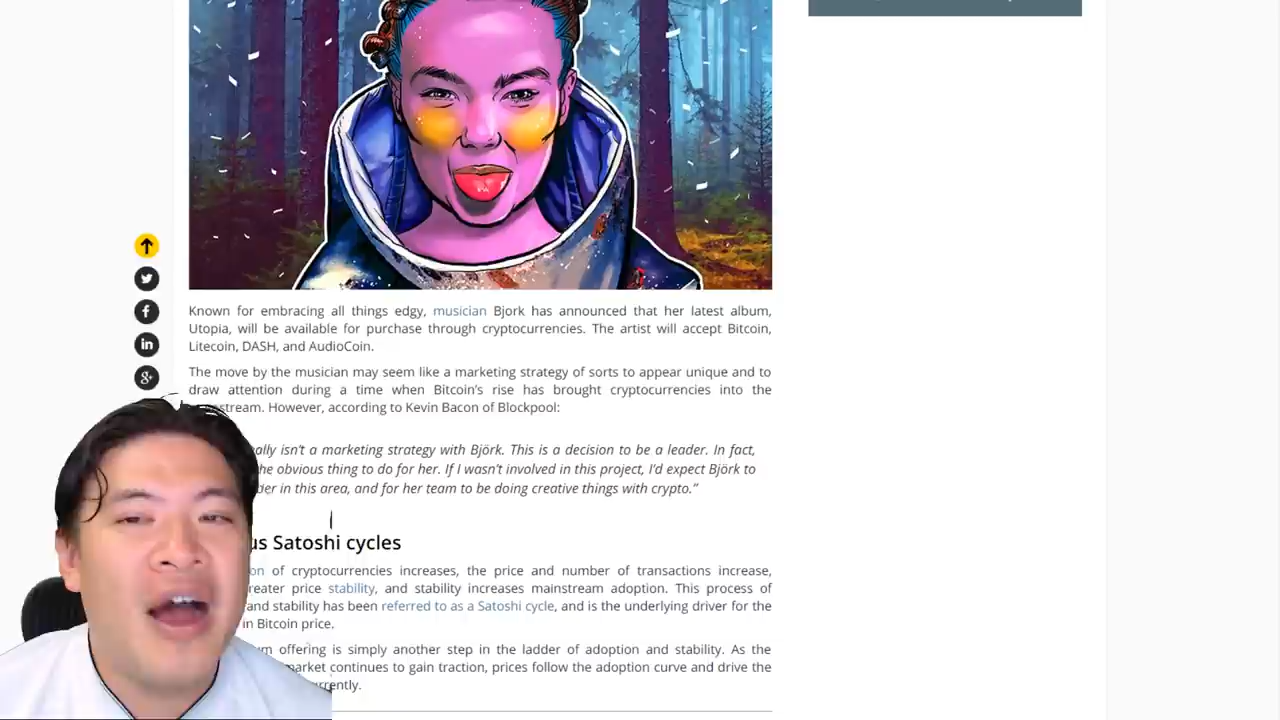 Known for embracing all things edgy, musician Bjork has announced that her latest album,
Utopia, will be available for purchase through cryptocurrencies. The artist will accept Bitcoin,
Litecoin, DASH, and AudioCoin.
The move by the musician may seem like a marketing strategy of sorts to appear unique and to
draw attention during a time when Bitcoin's rise has brought cryptocurrencies into the
However, according to Kevin Bacon of Blockpool:
isn't a marketing strategy with Björk. This is a decision to be a leader. In fact,
the obvious thing to do for her. If I wasn't involved in this project, I'd expect Björk to
in this area, and for her team to be doing creative things with crypto."
Satoshi cycles
of cryptocurrencies increases, the price and number of transactions increase,
price stability, and stability increases mainstream adoption. This process of
and stability has been referred to as a Satoshi cycle, and is the underlying driver for the
in Bitcoin price.
offering is simply another step in the ladder of adoption and stability. As the
market continues to gain traction, prices follow the adoption curve and drive the